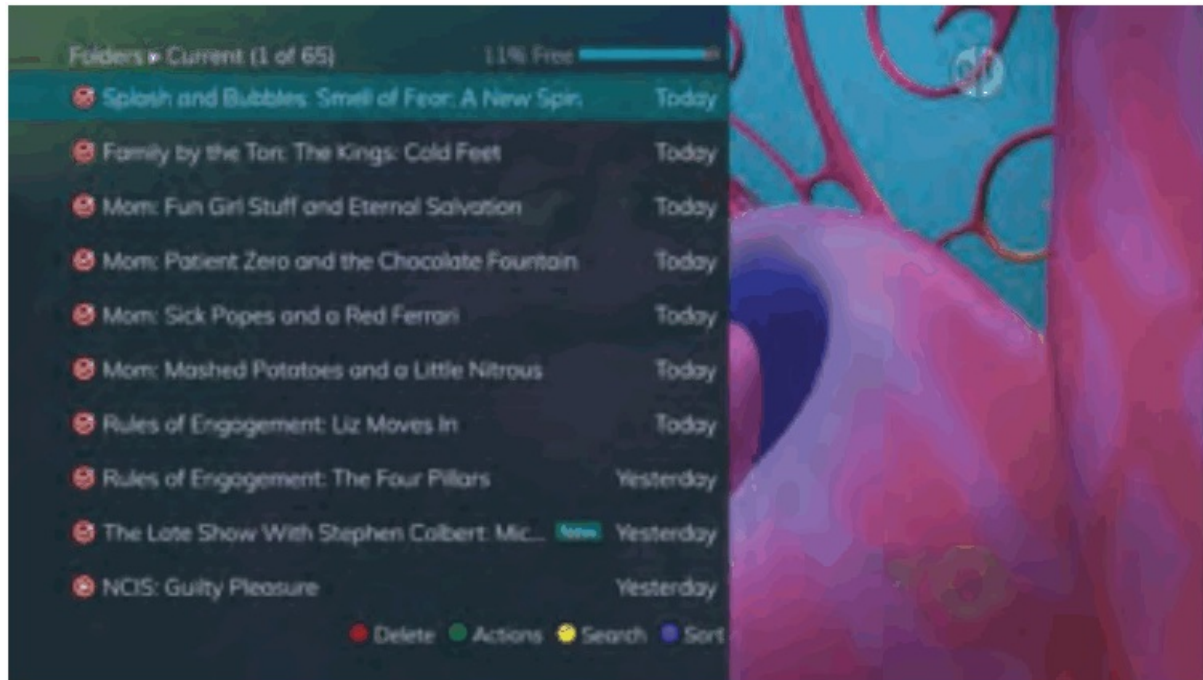 Folders ▸ Current (1 of 65) 11% Free
Splash and Bubbles: Smell of Fear: A New Spin Today
Family by the Ton: The Kings: Cold Feet Today
Mom: Fun Girl Stuff and Eternal Salvation Today
Mom: Patient Zero and the Chocolate Fountain Today
Mom: Sick Popes and a Red Ferrari Today
Mom: Mashed Potatoes and a Little Nitrous Today
Rules of Engagement: Liz Moves In Today
Rules of Engagement: The Four Pillars Yesterday
The Late Show With Stephen Colbert: Mic... New Yesterday
NCIS: Guilty Pleasure Yesterday
Delete Actions Search Sort